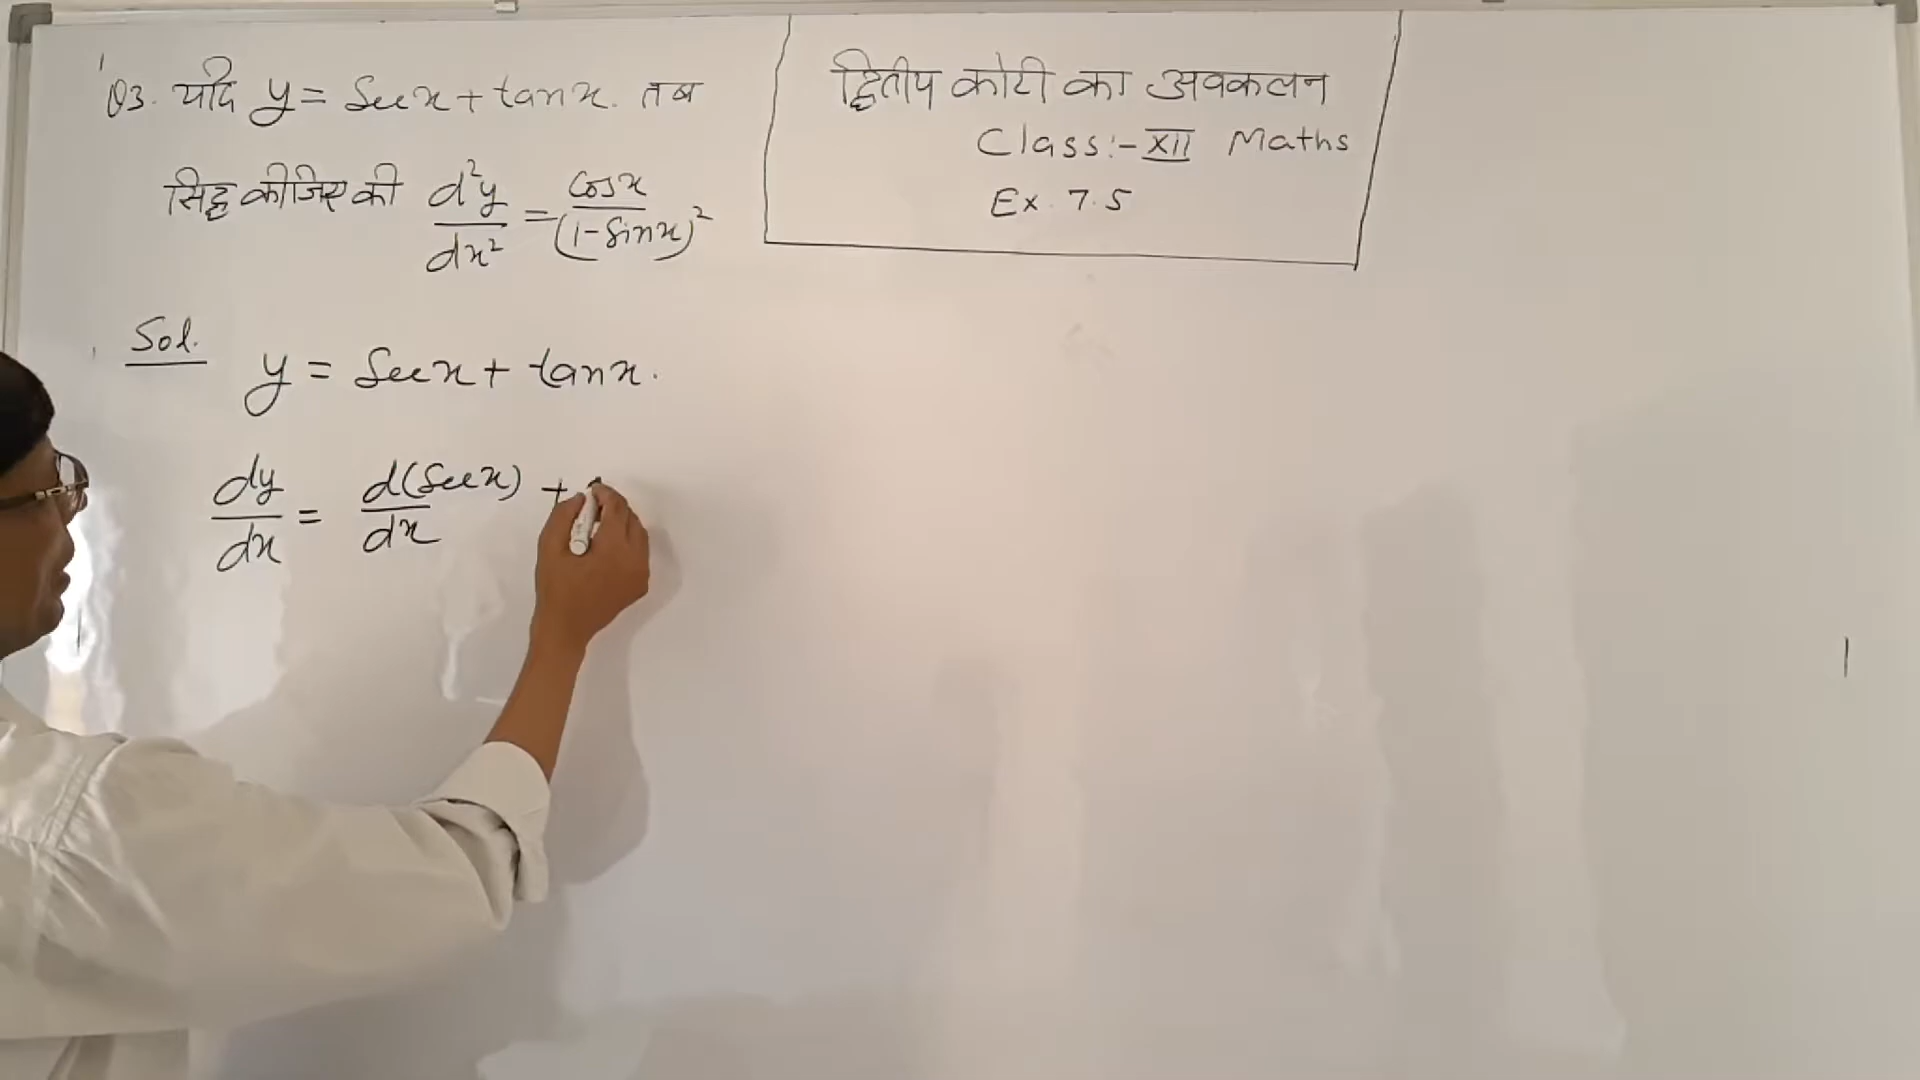 Q3. यदि y = Secx + tanx. तब
सिद्ध कीजिए की d²y/dx² = Cosx/(1-Sinx)²
द्वितीय कोटी का अवकलन
Class:- XII Maths
Ex. 7.5
Sol.
y = Secx + tanx.
dy/dx = d(Secx)/dx +